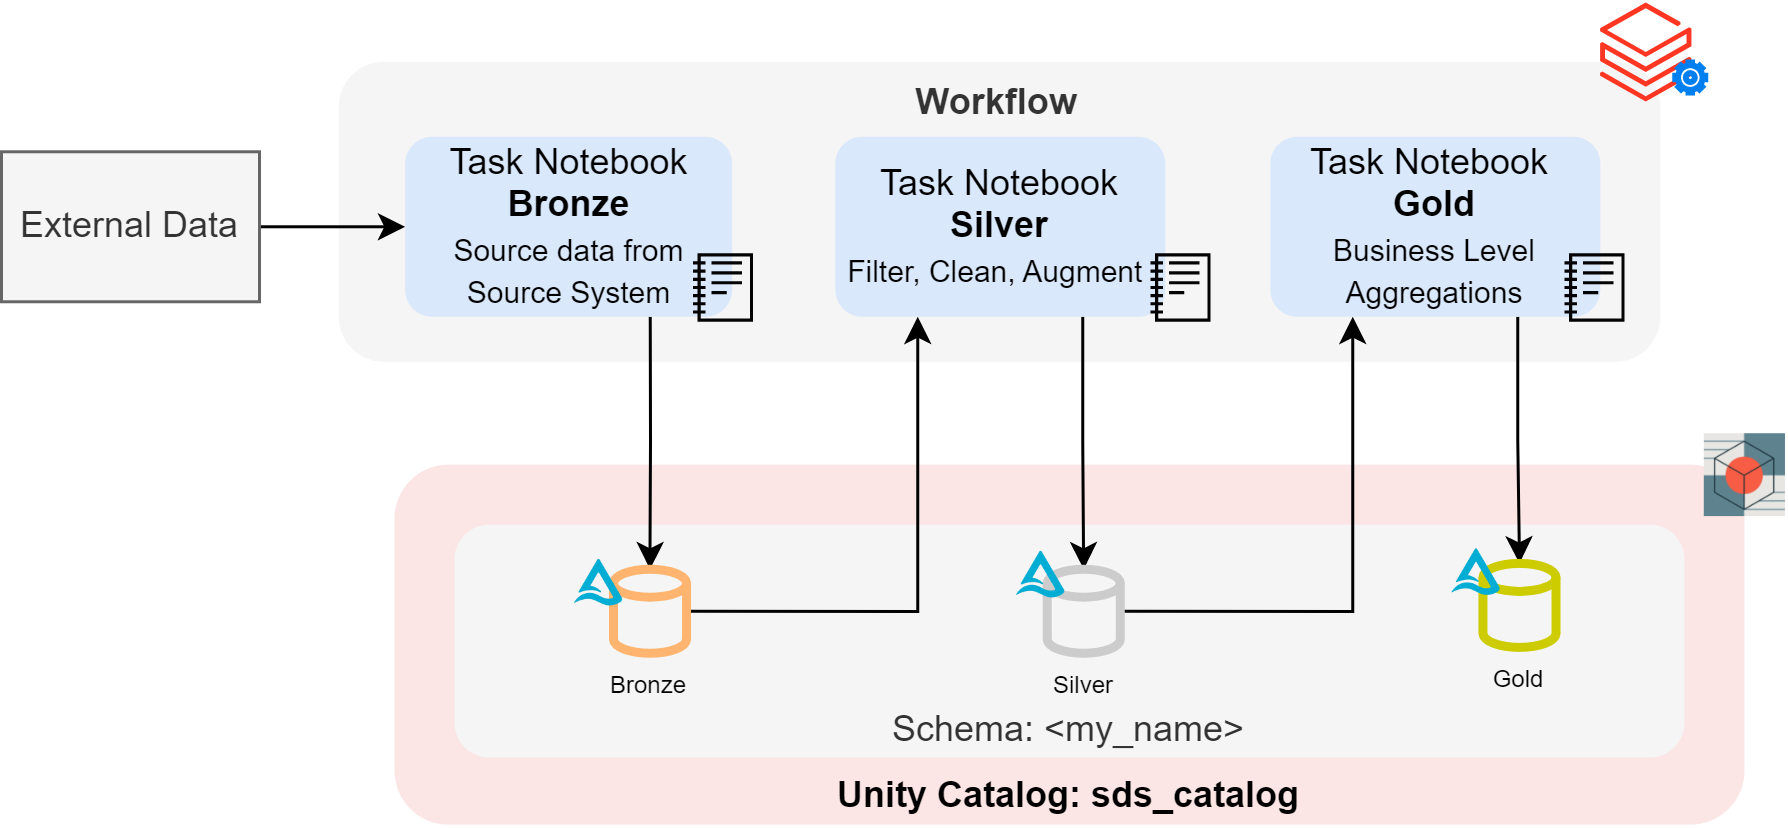 Workflow
External Data
Task Notebook
Bronze
Source data from
Source System
Task Notebook
Silver
Filter, Clean, Augment
Task Notebook
Gold
Business Level
Aggregations
Bronze
Silver
Gold
Schema: <my_name>
Unity Catalog: sds_catalog